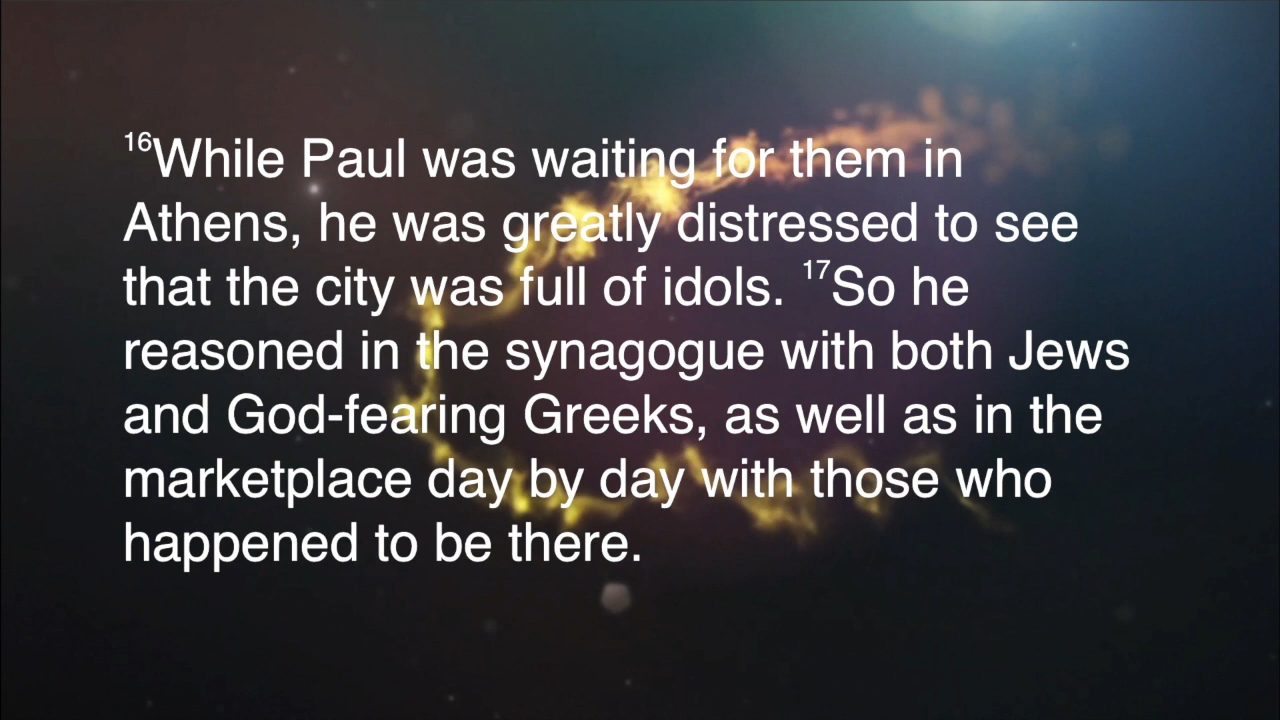 16While Paul was waiting for them in
Athens, he was greatly distressed to see
that the city was full of idols. 17So he
reasoned in the synagogue with both Jews
and God-fearing Greeks, as well as in the
marketplace day by day with those who
happened to be there.